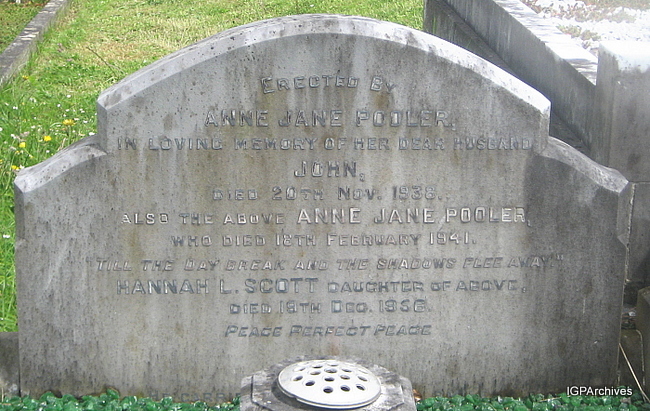 ERECTED BY
ANNE JANE POOLER,
IN LOVING MEMORY OF HER DEAR HUSBAND
JOHN,
DIED 20TH NOV. 1938.
ALSO THE ABOVE ANNE JANE POOLER,
WHO DIED 18TH FEBRUARY 1941.
"TILL THE DAY BREAK AND THE SHADOWS FLEE AWAY"
HANNAH L. SCOTT DAUGHTER OF ABOVE,
DIED 19TH DEC.
PEACE PERFECT PEACE
IGPArchives